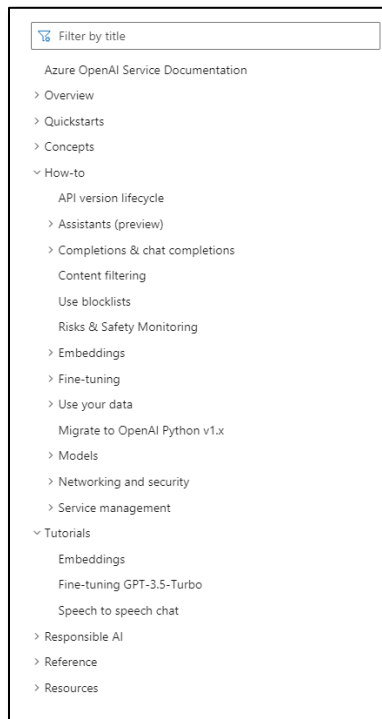 Filter by title
Azure OpenAI Service Documentation
Overview
Quickstarts
Concepts
How-to
API version lifecycle
Assistants (preview)
Completions & chat completions
Content filtering
Use blocklists
Risks & Safety Monitoring
Embeddings
Fine-tuning
Use your data
Migrate to OpenAI Python v1.x
Models
Networking and security
Service management
Tutorials
Embeddings
Fine-tuning GPT-3.5-Turbo
Speech to speech chat
Responsible AI
Reference
Resources